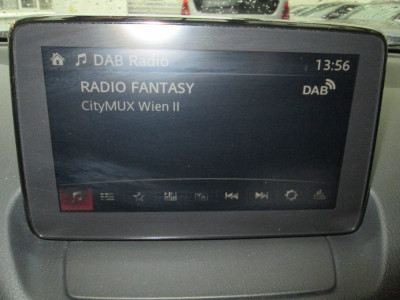 DAB Radio 13:56
RADIO FANTASY DAB
CityMUX Wien II